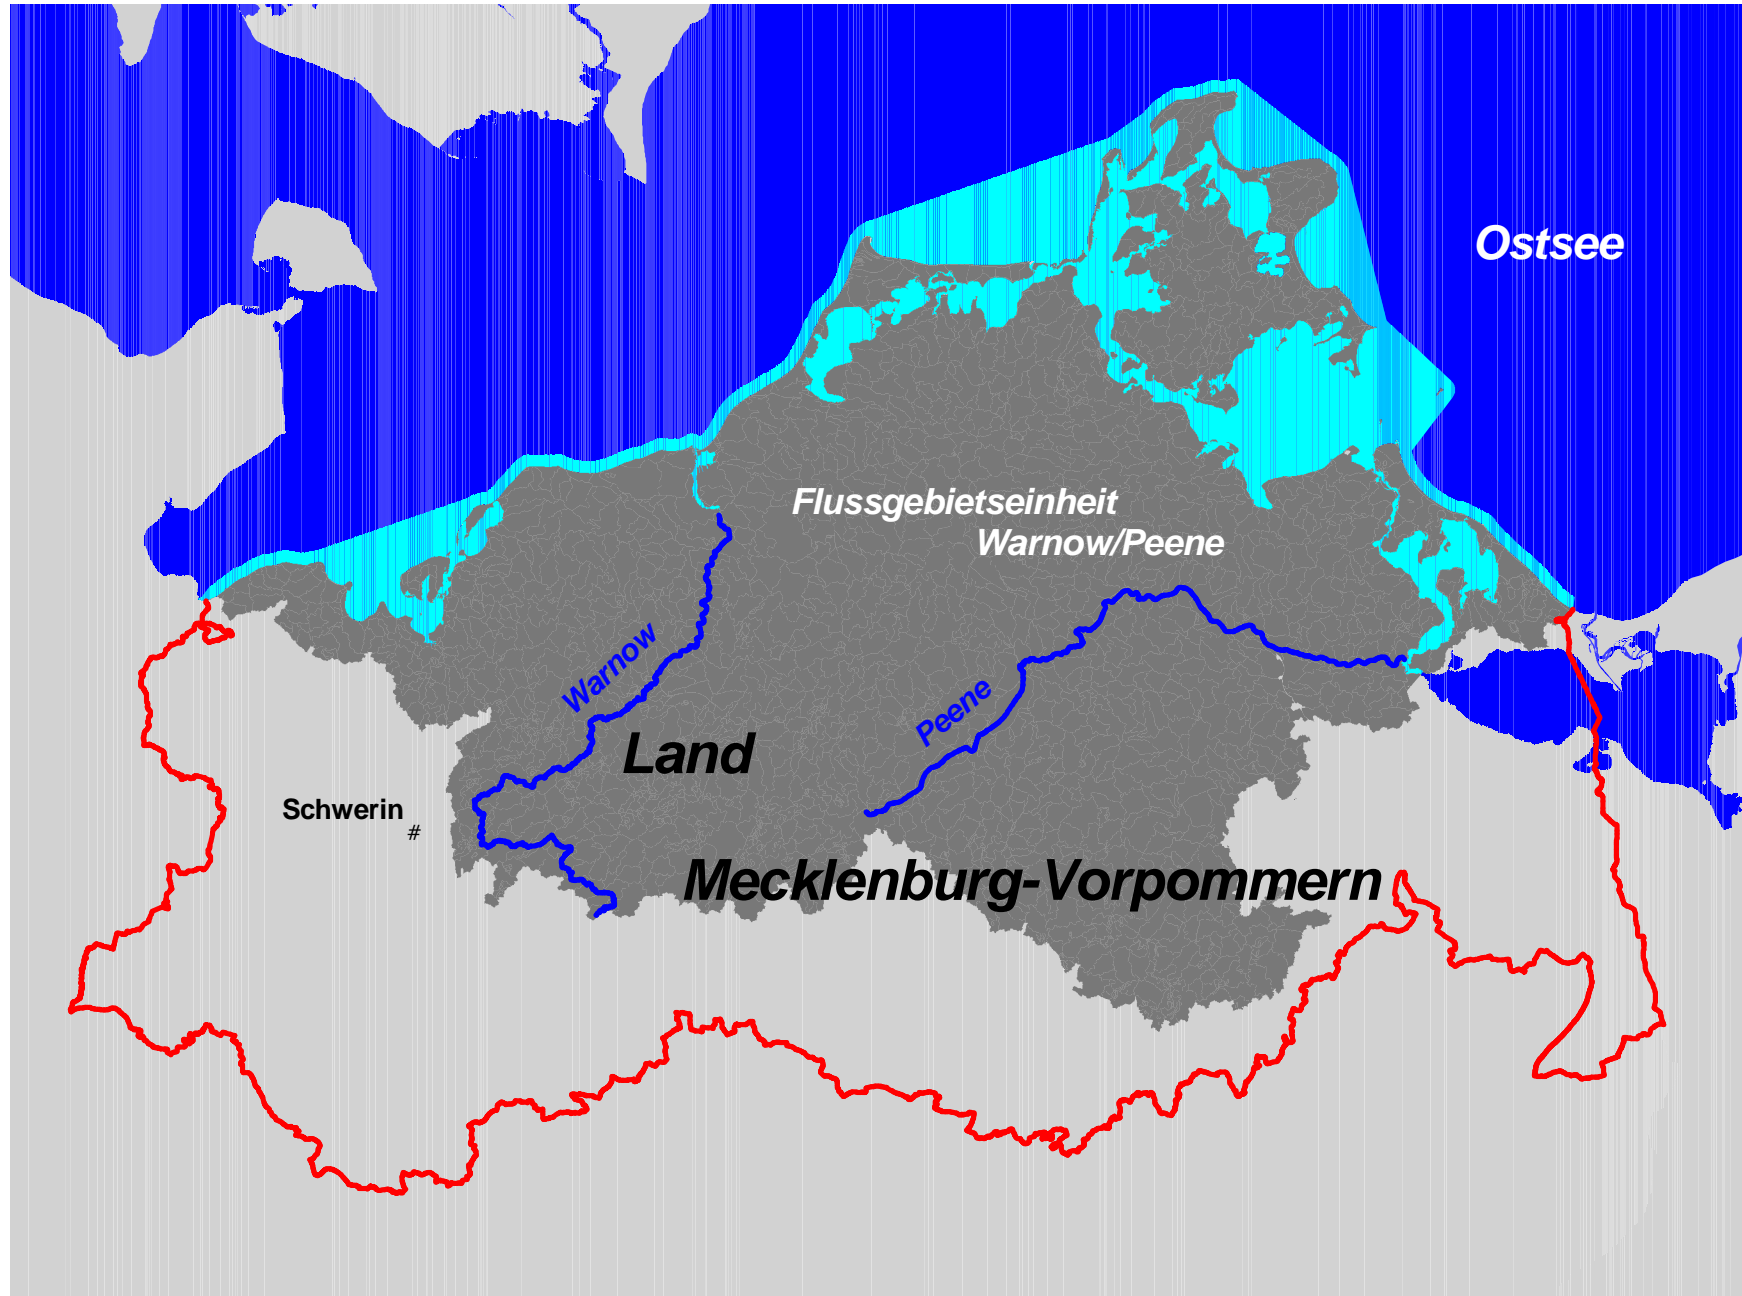 Ostsee
Flussgebietseinheit
Warnow/Peene
Warnow
Peene
Land
Schwerin
#
Mecklenburg-Vorpommern